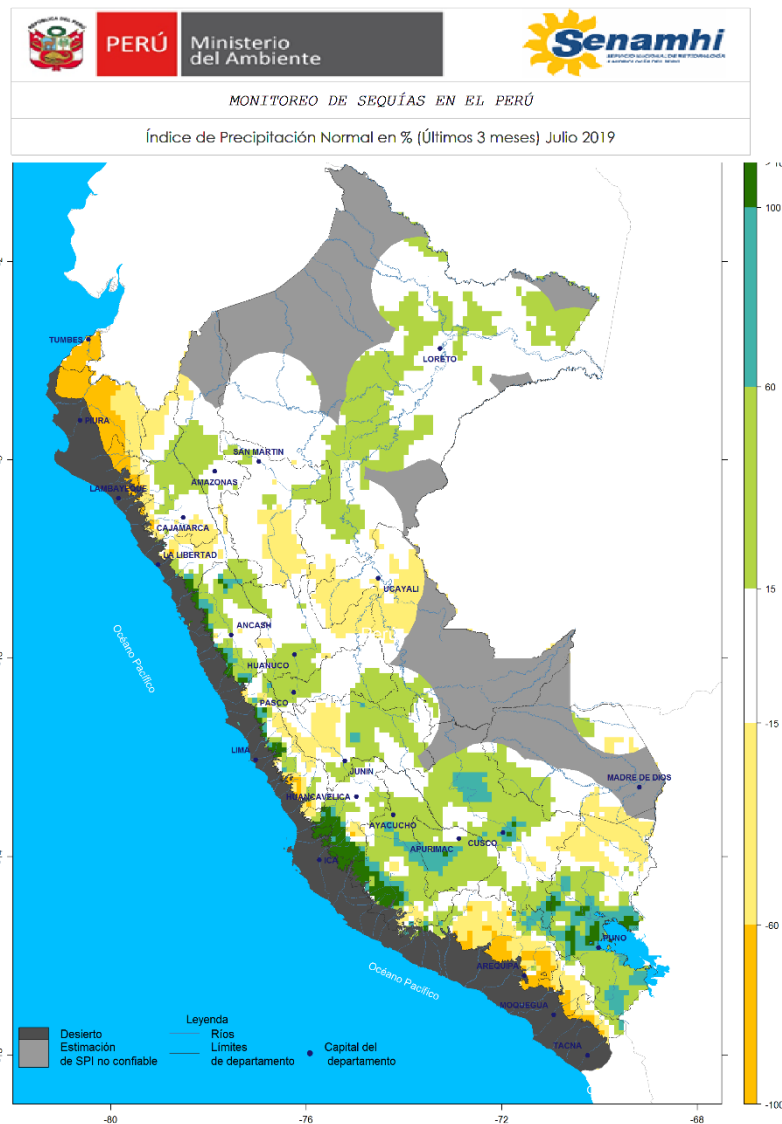 REPÚBLICA DEL PERÚ
PERÚ
Ministerio
del Ambiente
Senamhi
MONITOREO DE SEQUÍAS EN EL PERÚ
Índice de Precipitación Normal en % (Últimos 3 meses) Julio 2019
100
60
15
-15
-60
-100
TUMBES
LORETO
PIURA
SAN MARTIN
AMAZONAS
LAMBAYEQUE
CAJAMARCA
LA LIBERTAD
UCAYALI
ANCASH
Perú
HUANUCO
Océano Pacífico
PASCO
LIMA
JUNIN
MADRE DE DIOS
HUANCAVELICA
AYACUCHO
APURIMAC
CUSCO
ICA
PUNO
Océano Pacífico
AREQUIPA
MOQUEGUA
TACNA
Leyenda
Desierto
Estimación
de SPI no confiable
Ríos
Límites
de departamento
Capital del
departamento
-80
-76
-72
-68